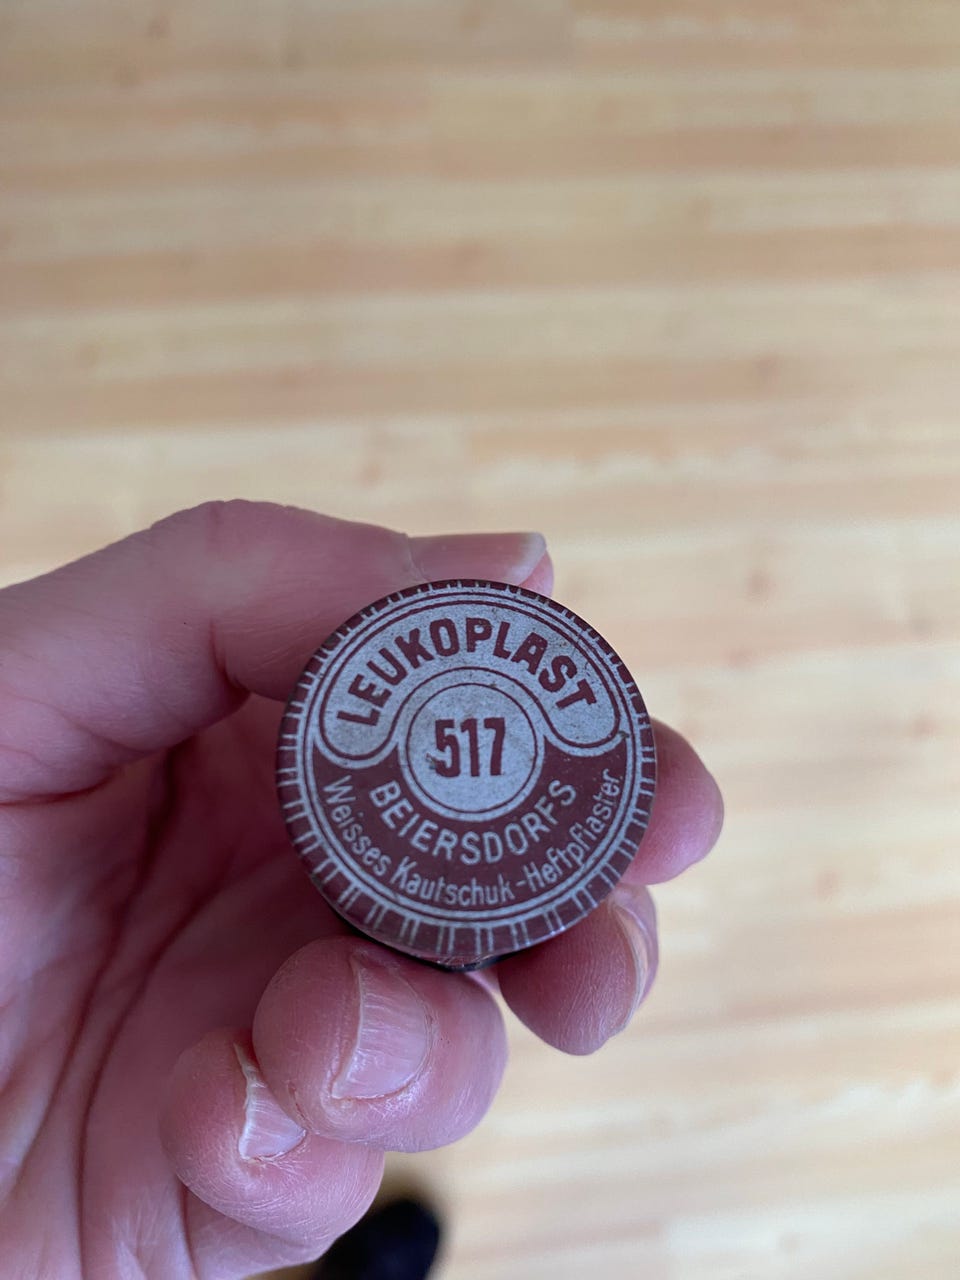 LEUKOPLAST
517
BEIERSDORFS
Weisses Kautschuk-Heftpflaster